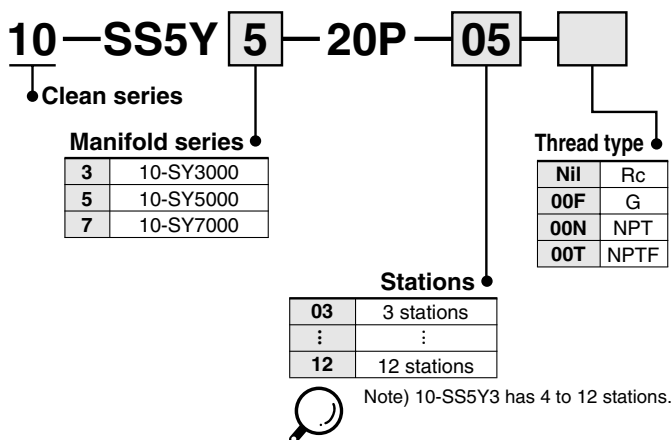 10—SS5Y 5—20P—05—
Clean series
Manifold series
3 10-SY3000
5 10-SY5000
7 10-SY7000
Thread type
Nil Rc
00F G
00N NPT
00T NPTF
Stations
03 3 stations
⋮ ⋮
12 12 stations
Note) 10-SS5Y3 has 4 to 12 stations.